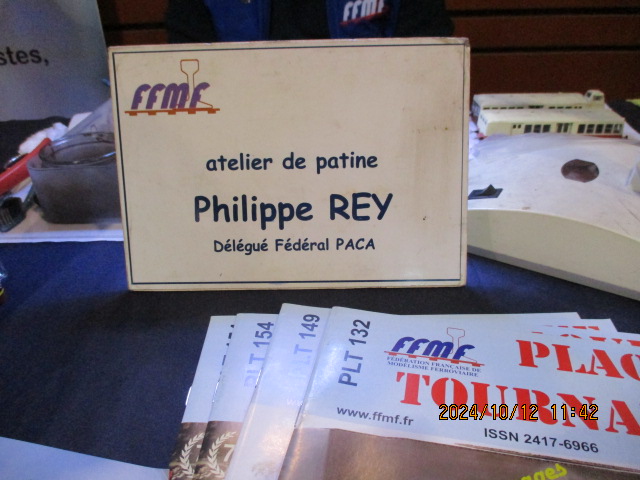 stes,
FFMF
FFMF
atelier de patine
Philippe REY
Délégué Fédéral PACA
PLT 154
PLT 149
PLT 132
FFMF
FÉDÉRATION FRANÇAISE DE
MODÉLISME FERROVIAIRE
PLAC
TOURNA
www.ffmf.fr
ISSN 2417-6966
2024/10/12 11:42
ages